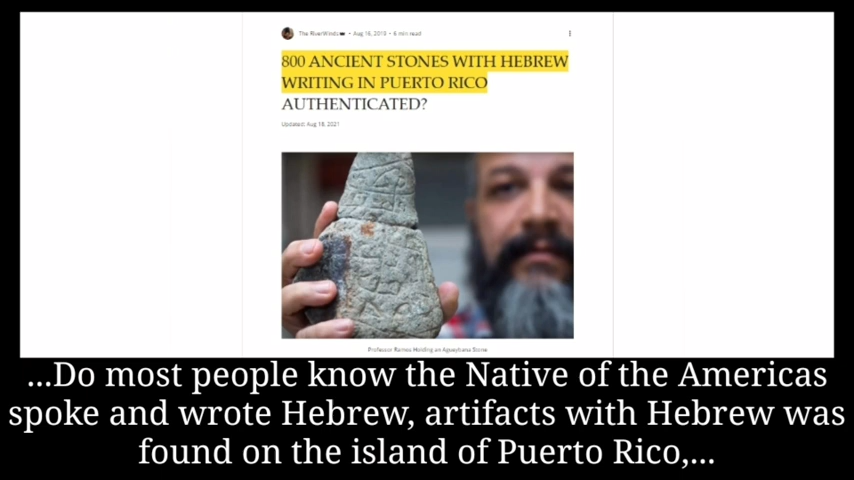 The RiverWinds • Aug 16, 2019 • 6 min read
800 ANCIENT STONES WITH HEBREW
WRITING IN PUERTO RICO
AUTHENTICATED?
Updated: Aug 18, 2021
Professor Ramos Holding an Agueybana Stone
...Do most people know the Native of the Americas
spoke and wrote Hebrew, artifacts with Hebrew was
found on the island of Puerto Rico,...